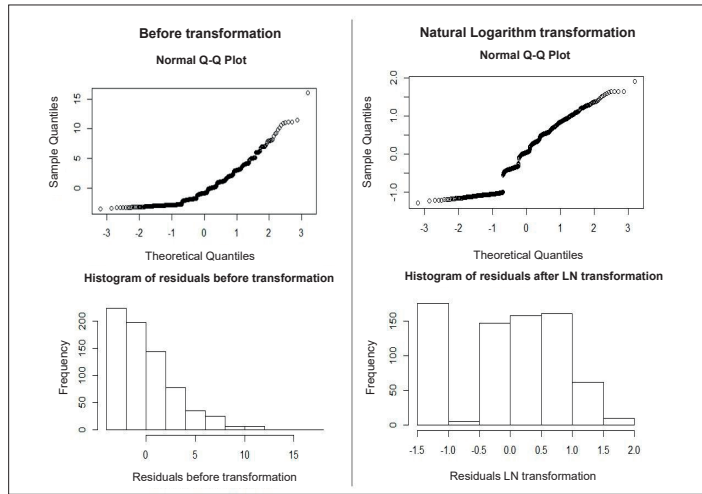 Before transformation
Normal Q-Q Plot
Sample Quantiles
15
10
5
0
-3 -2 -1 0 1 2 3
Theoretical Quantiles
Histogram of residuals before transformation
Frequency
200
150
100
50
0
0 5 10 15
Residuals before transformation
Natural Logarithm transformation
Normal Q-Q Plot
Sample Quantiles
2.0
1.0
0.0
-1.0
-3 -2 -1 0 1 2 3
Theoretical Quantiles
Histogram of residuals after LN transformation
Frequency
150
100
50
0
-1.5 -1.0 -0.5 0.0 0.5 1.0 1.5 2.0
Residuals LN transformation